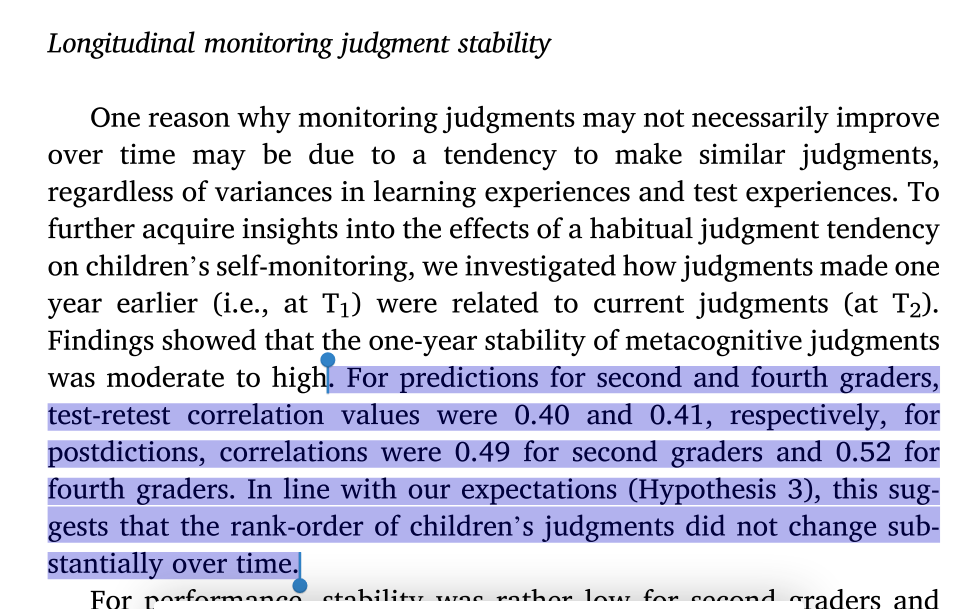 Longitudinal monitoring judgment stability
One reason why monitoring judgments may not necessarily improve
over time may be due to a tendency to make similar judgments,
regardless of variances in learning experiences and test experiences. To
further acquire insights into the effects of a habitual judgment tendency
on children’s self-monitoring, we investigated how judgments made one
year earlier (i.e., at T₁) were related to current judgments (at T₂).
Findings showed that the one-year stability of metacognitive judgments
was moderate to high. For predictions for second and fourth graders,
test-retest correlation values were 0.40 and 0.41, respectively, for
postdictions, correlations were 0.49 for second graders and 0.52 for
fourth graders. In line with our expectations (Hypothesis 3), this sug-
gests that the rank-order of children’s judgments did not change sub-
stantially over time.
For performance, stability was rather low for second graders and